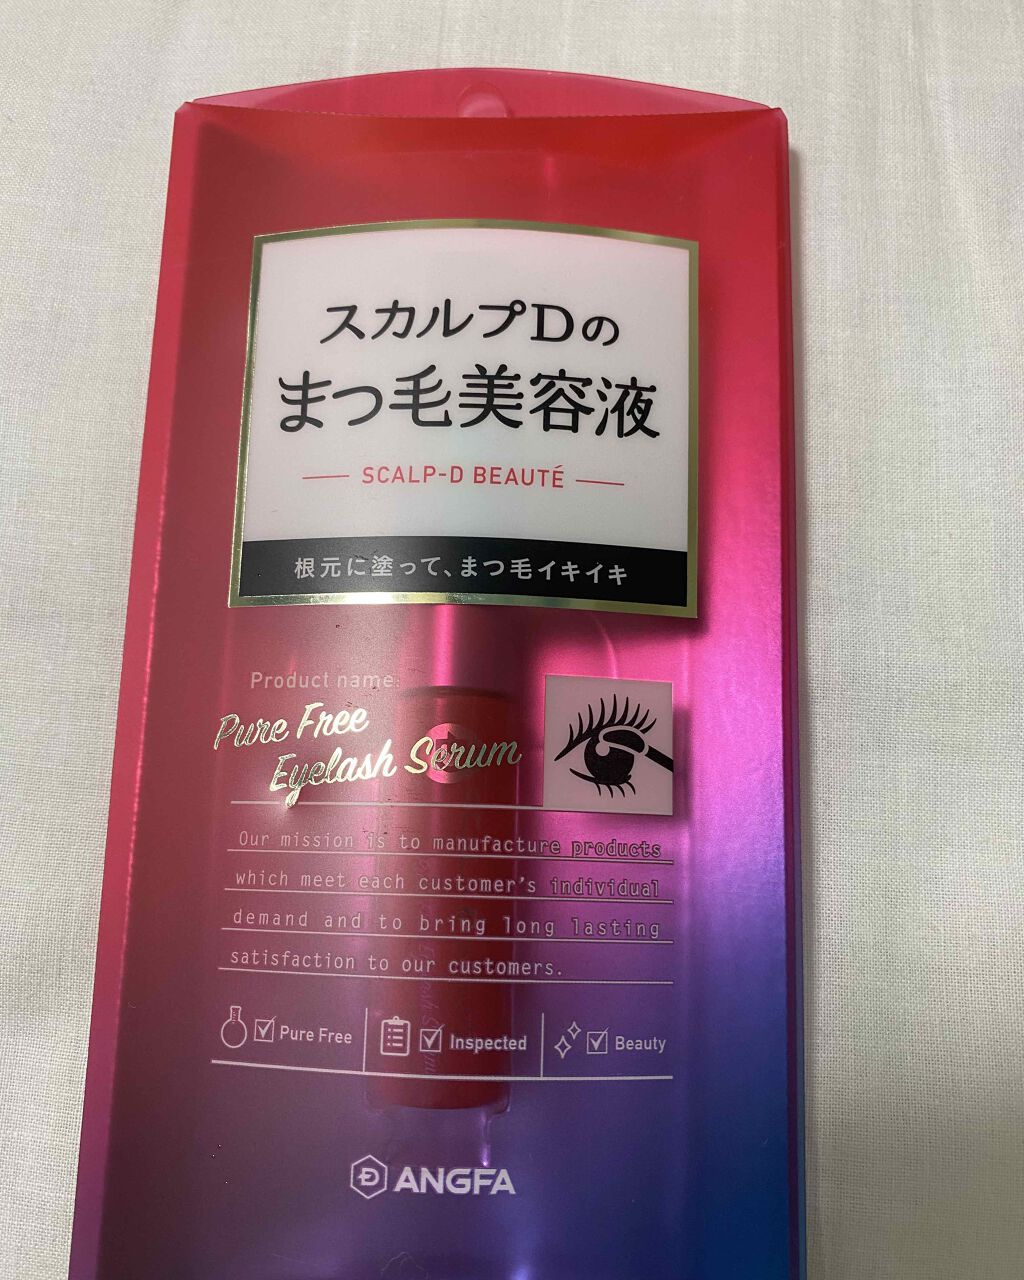 スカルプDの
まつ毛美容液
SCALP-D BEAUTÉ
根元に塗って、まつ毛イキイキ
Product name:
Pure Free
Eyelash Serum
Our mission is to manufacture products
which meet each customer's individual
demand and to bring long lasting
satisfaction to our customers.
Pure Free
Inspected
Beauty
ANGFA